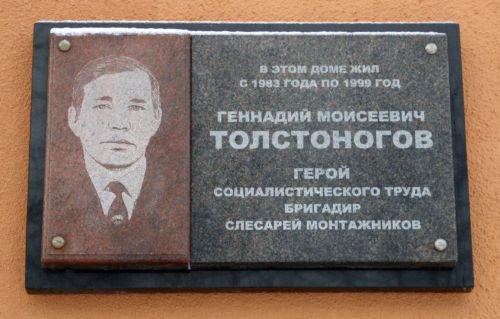 В ЭТОМ ДОМЕ ЖИЛ
С 1983 ГОДА ПО 1999 ГОД
ГЕННАДИЙ МОИСЕЕВИЧ
ТОЛСТОНОГОВ
ГЕРОЙ
СОЦИАЛИСТИЧЕСКОГО ТРУДА
БРИГАДИР
СЛЕСАРЕЙ МОНТАЖНИКОВ